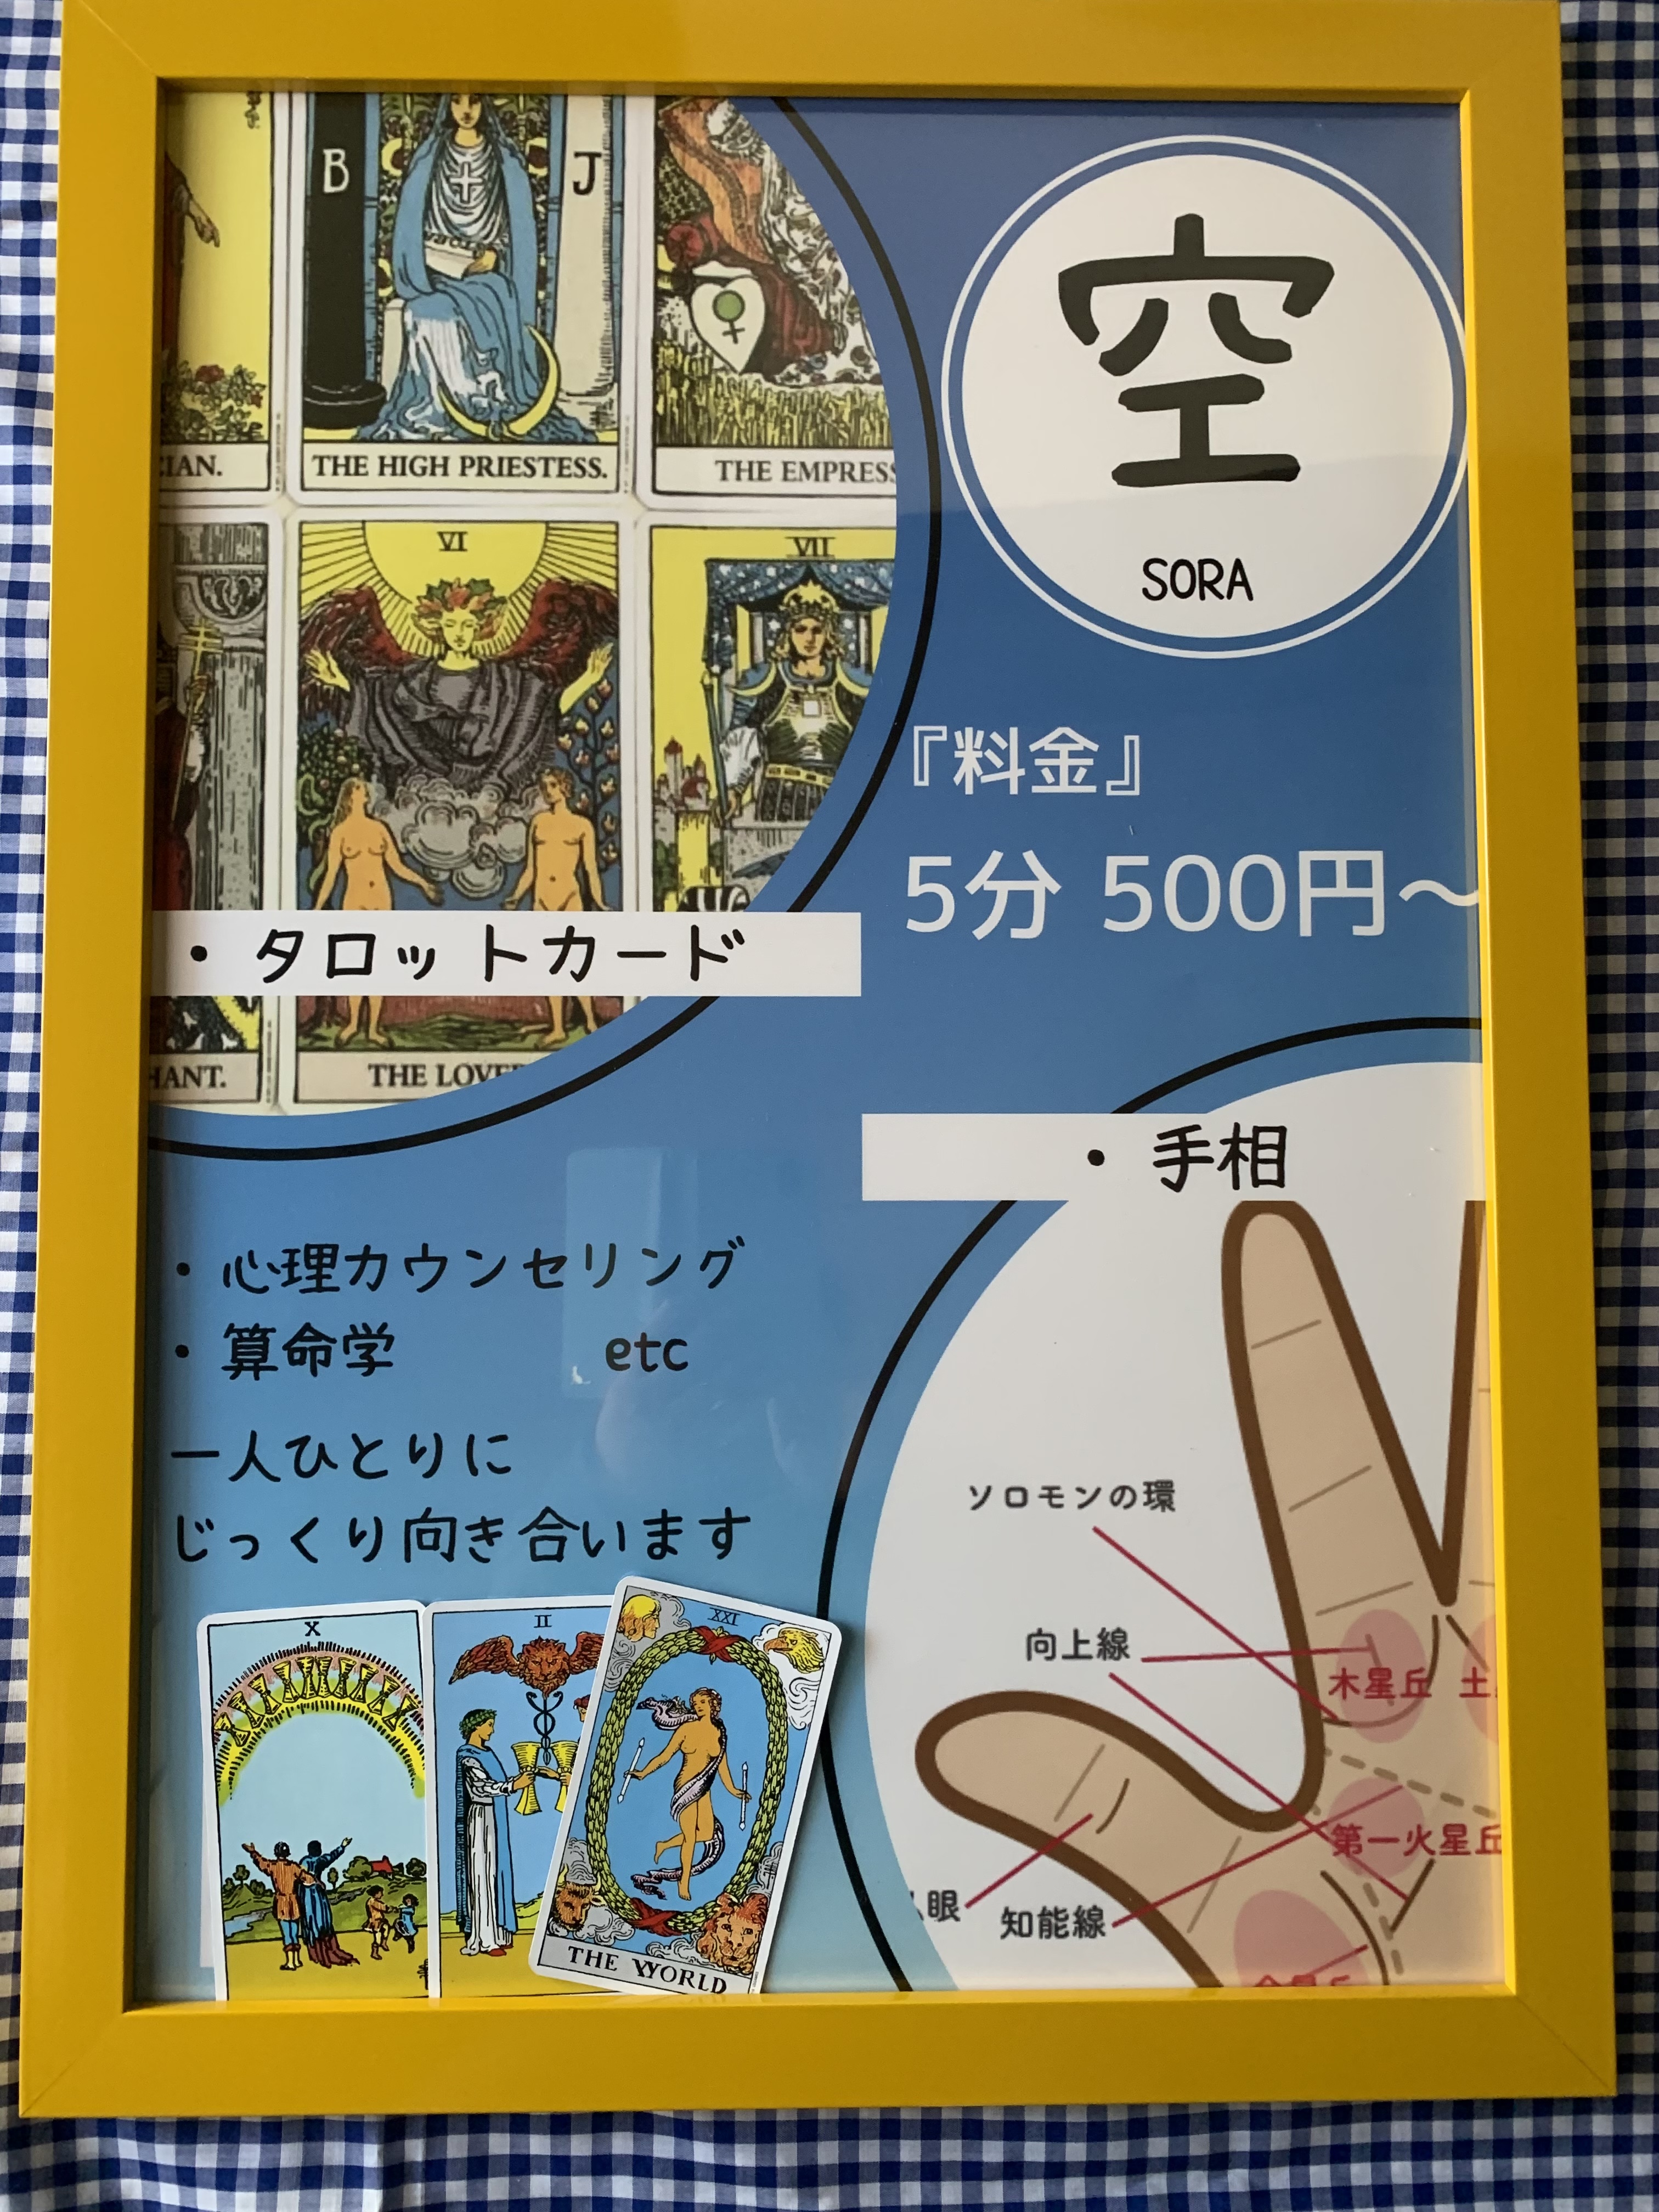 B
J
IAN.
THE HIGH PRIESTESS.
THE EMPRESS
空
SORA
VI
VII
『料金』
5分 500円～
・タロットカード
HANT.
THE LOVER
・手相
・心理カウンセリング
・算命学 etc
一人ひとりに
じっくり向き合います
ソロモンの環
向上線
木星丘 土
第一火星丘
眼
知能線
X
II
XXI
THE WORLD